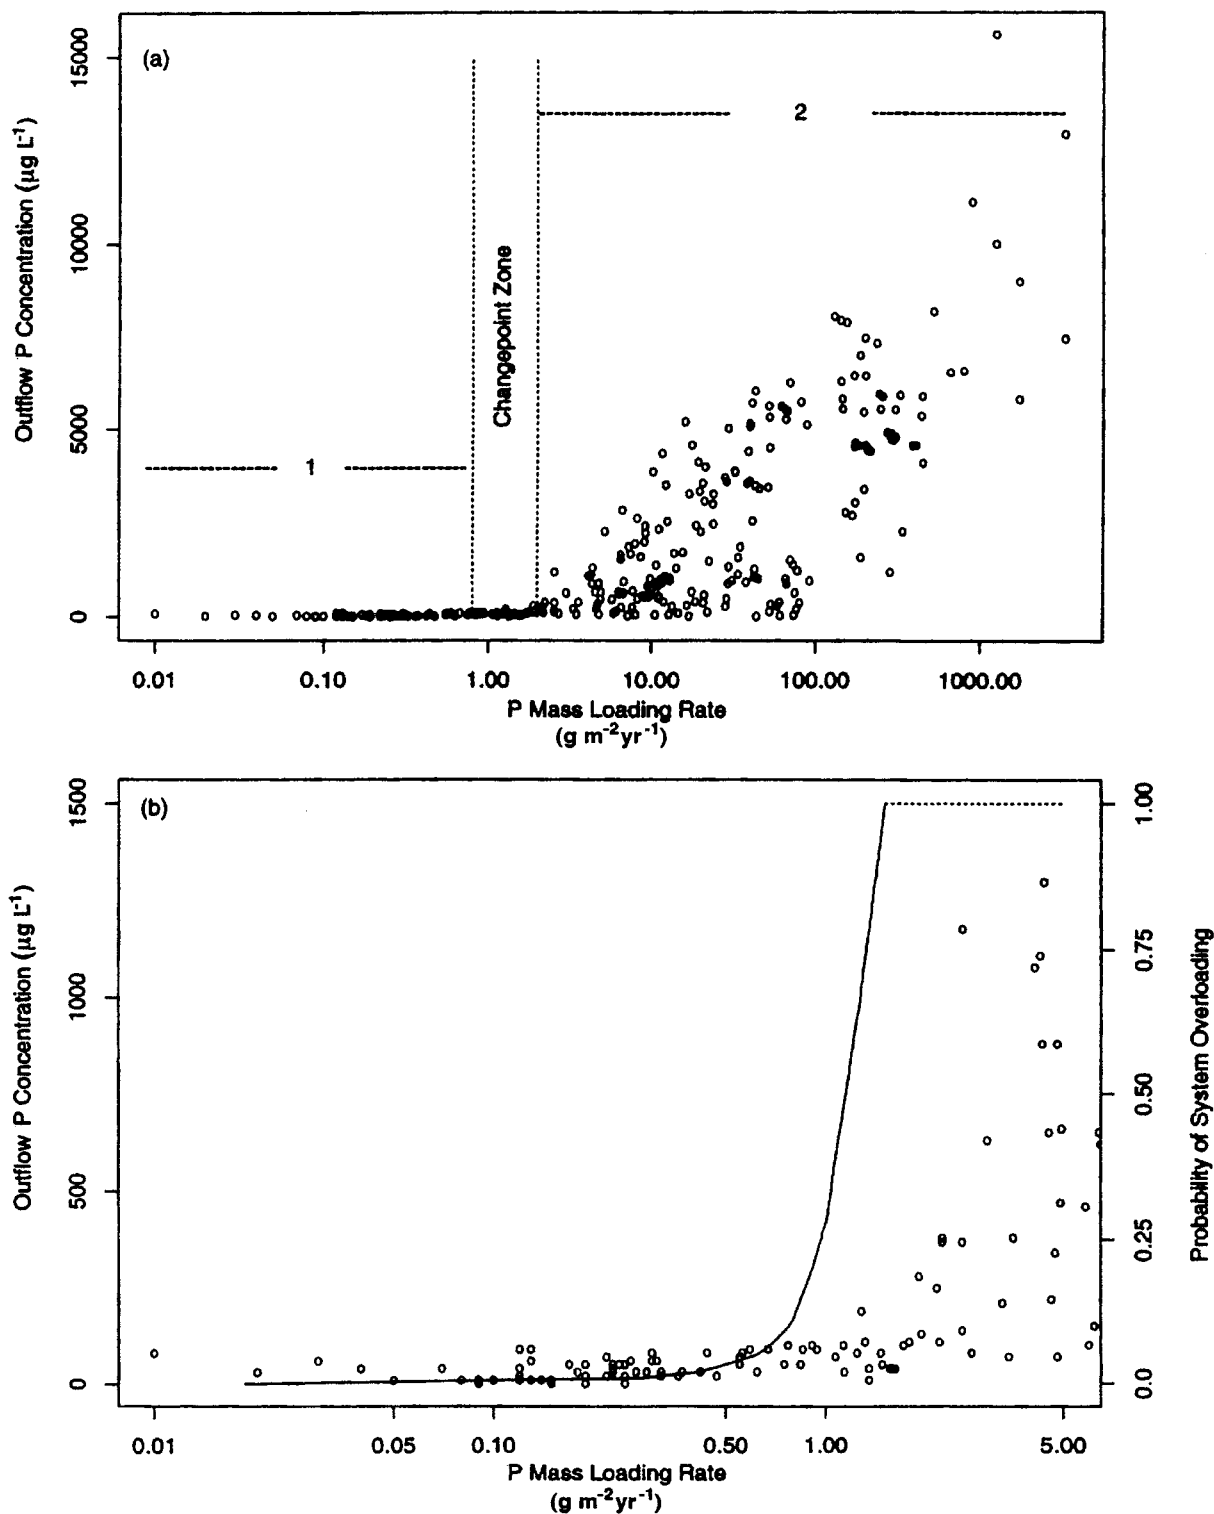 (a)
15000
10000
5000
0
Outflow P Concentration (µg L-1)
1
Changepoint Zone
2
0.01 0.10 1.00 10.00 100.00 1000.00
P Mass Loading Rate
(g m-2yr-1)
(b)
1500
1000
500
0
Outflow P Concentration (µg L-1)
1.00
0.75
0.50
0.25
0.0
Probability of System Overloading
0.01 0.05 0.10 0.50 1.00 5.00
P Mass Loading Rate
(g m-2yr-1)